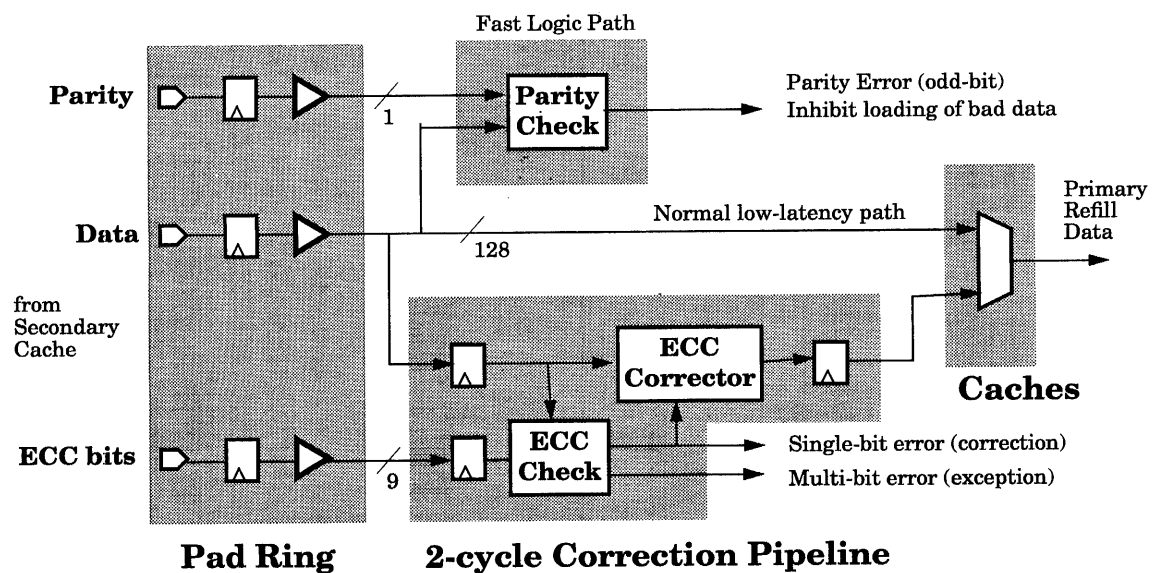 Fast Logic Path
Parity
1
Parity
Check
Parity Error (odd-bit)
Inhibit loading of bad data
Data
128
Normal low-latency path
Primary
Refill
Data
from
Secondary
Cache
ECC
Corrector
Caches
ECC bits
9
ECC
Check
Single-bit error (correction)
Multi-bit error (exception)
Pad Ring
2-cycle Correction Pipeline